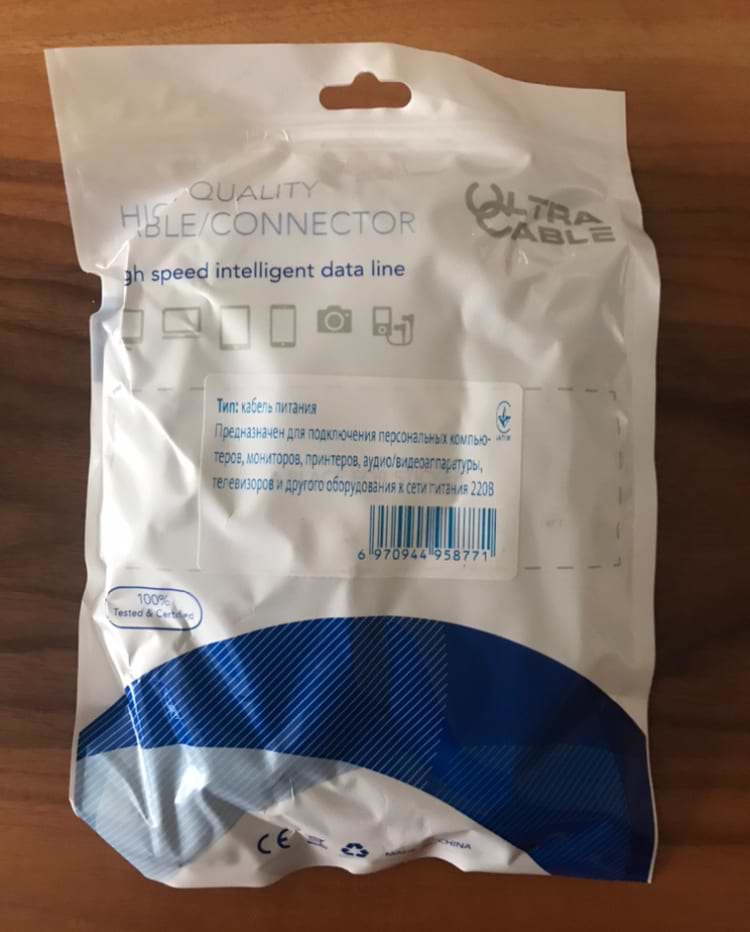 QUALITY
CABLE/CONNECTOR
ULTRA
CABLE
gh speed intelligent data line
Тип: кабель питания
Предназначен для подключения персональных компью-
теров, мониторов, принтеров, аудио/видеоаппаратуры,
телевизоров и другого оборудования к сети питания 220В
6 970944 958771
100%
Tested & Certified
CE
CHINA